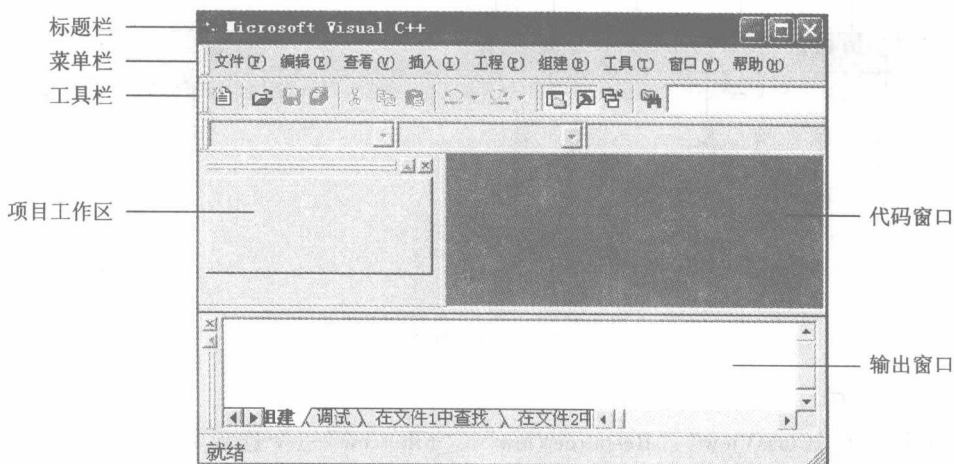 标题栏
Microsoft Visual C++
菜单栏
文件(F) 编辑(E) 查看(V) 插入(I) 工程(P) 组建(B) 工具(T) 窗口(W) 帮助(H)
工具栏
项目工作区
代码窗口
输出窗口
组建 调试 在文件1中查找 在文件2中
就绪